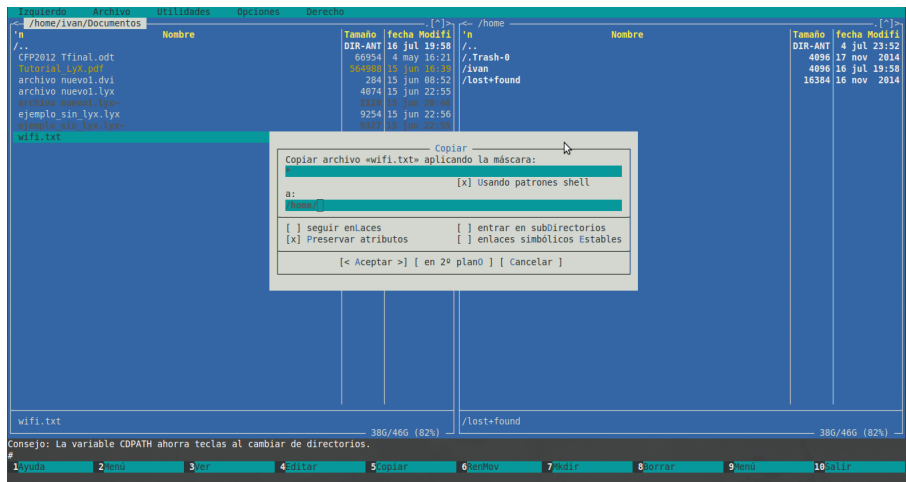 Izquierdo Archivo Utilidades Opciones Derecho
<─ /home/ivan/Documentos .[^]>
'n Nombre Tamaño fecha Modifi
/.. DIR-ANT 16 jul 19:58
CFP2012 Tfinal.odt 66954 4 may 16:21
Tutorial_LyX.pdf 564988 15 jun 16:39
archivo nuevo1.dvi 284 15 jun 08:52
archivo nuevo1.lyx 4074 15 jun 22:55
archivo nuevo1.lyx~
ejemplo_sin_lyx.lyx 9254 15 jun 22:56
ejemplo_sin_lyx.lyx~
wifi.txt
<─ /home .[^]>
'n Nombre Tamaño fecha Modifi
/.. DIR-ANT 4 jul 23:52
/.Trash-0 4096 17 nov 2014
/ivan 4096 16 jul 19:58
/lost+found 16384 16 nov 2014
Copiar
Copiar archivo «wifi.txt» aplicando la máscara:
*
[x] Usando patrones shell
a:
/home/
[ ] seguir enLaces [ ] entrar en subDirectorios
[x] Preservar atributos [ ] enlaces simbólicos Estables
[< Aceptar >] [ en 2º planO ] [ Cancelar ]
wifi.txt
38G/46G (82%)
/lost+found
38G/46G (82%)
Consejo: La variable CDPATH ahorra teclas al cambiar de directorios.
#
1Ayuda 2Menú 3Ver 4Editar 5Copiar 6RenMov 7Mkdir 8Borrar 9Menú 10Salir